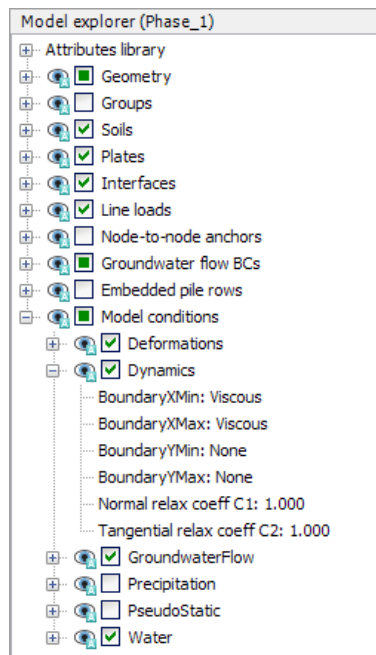 Model explorer (Phase_1)
Attributes library
Geometry
Groups
Soils
Plates
Interfaces
Line loads
Node-to-node anchors
Groundwater flow BCs
Embedded pile rows
Model conditions
Deformations
Dynamics
BoundaryXMin: Viscous
BoundaryXMax: Viscous
BoundaryYMin: None
BoundaryYMax: None
Normal relax coeff C1: 1.000
Tangential relax coeff C2: 1.000
GroundwaterFlow
Precipitation
PseudoStatic
Water